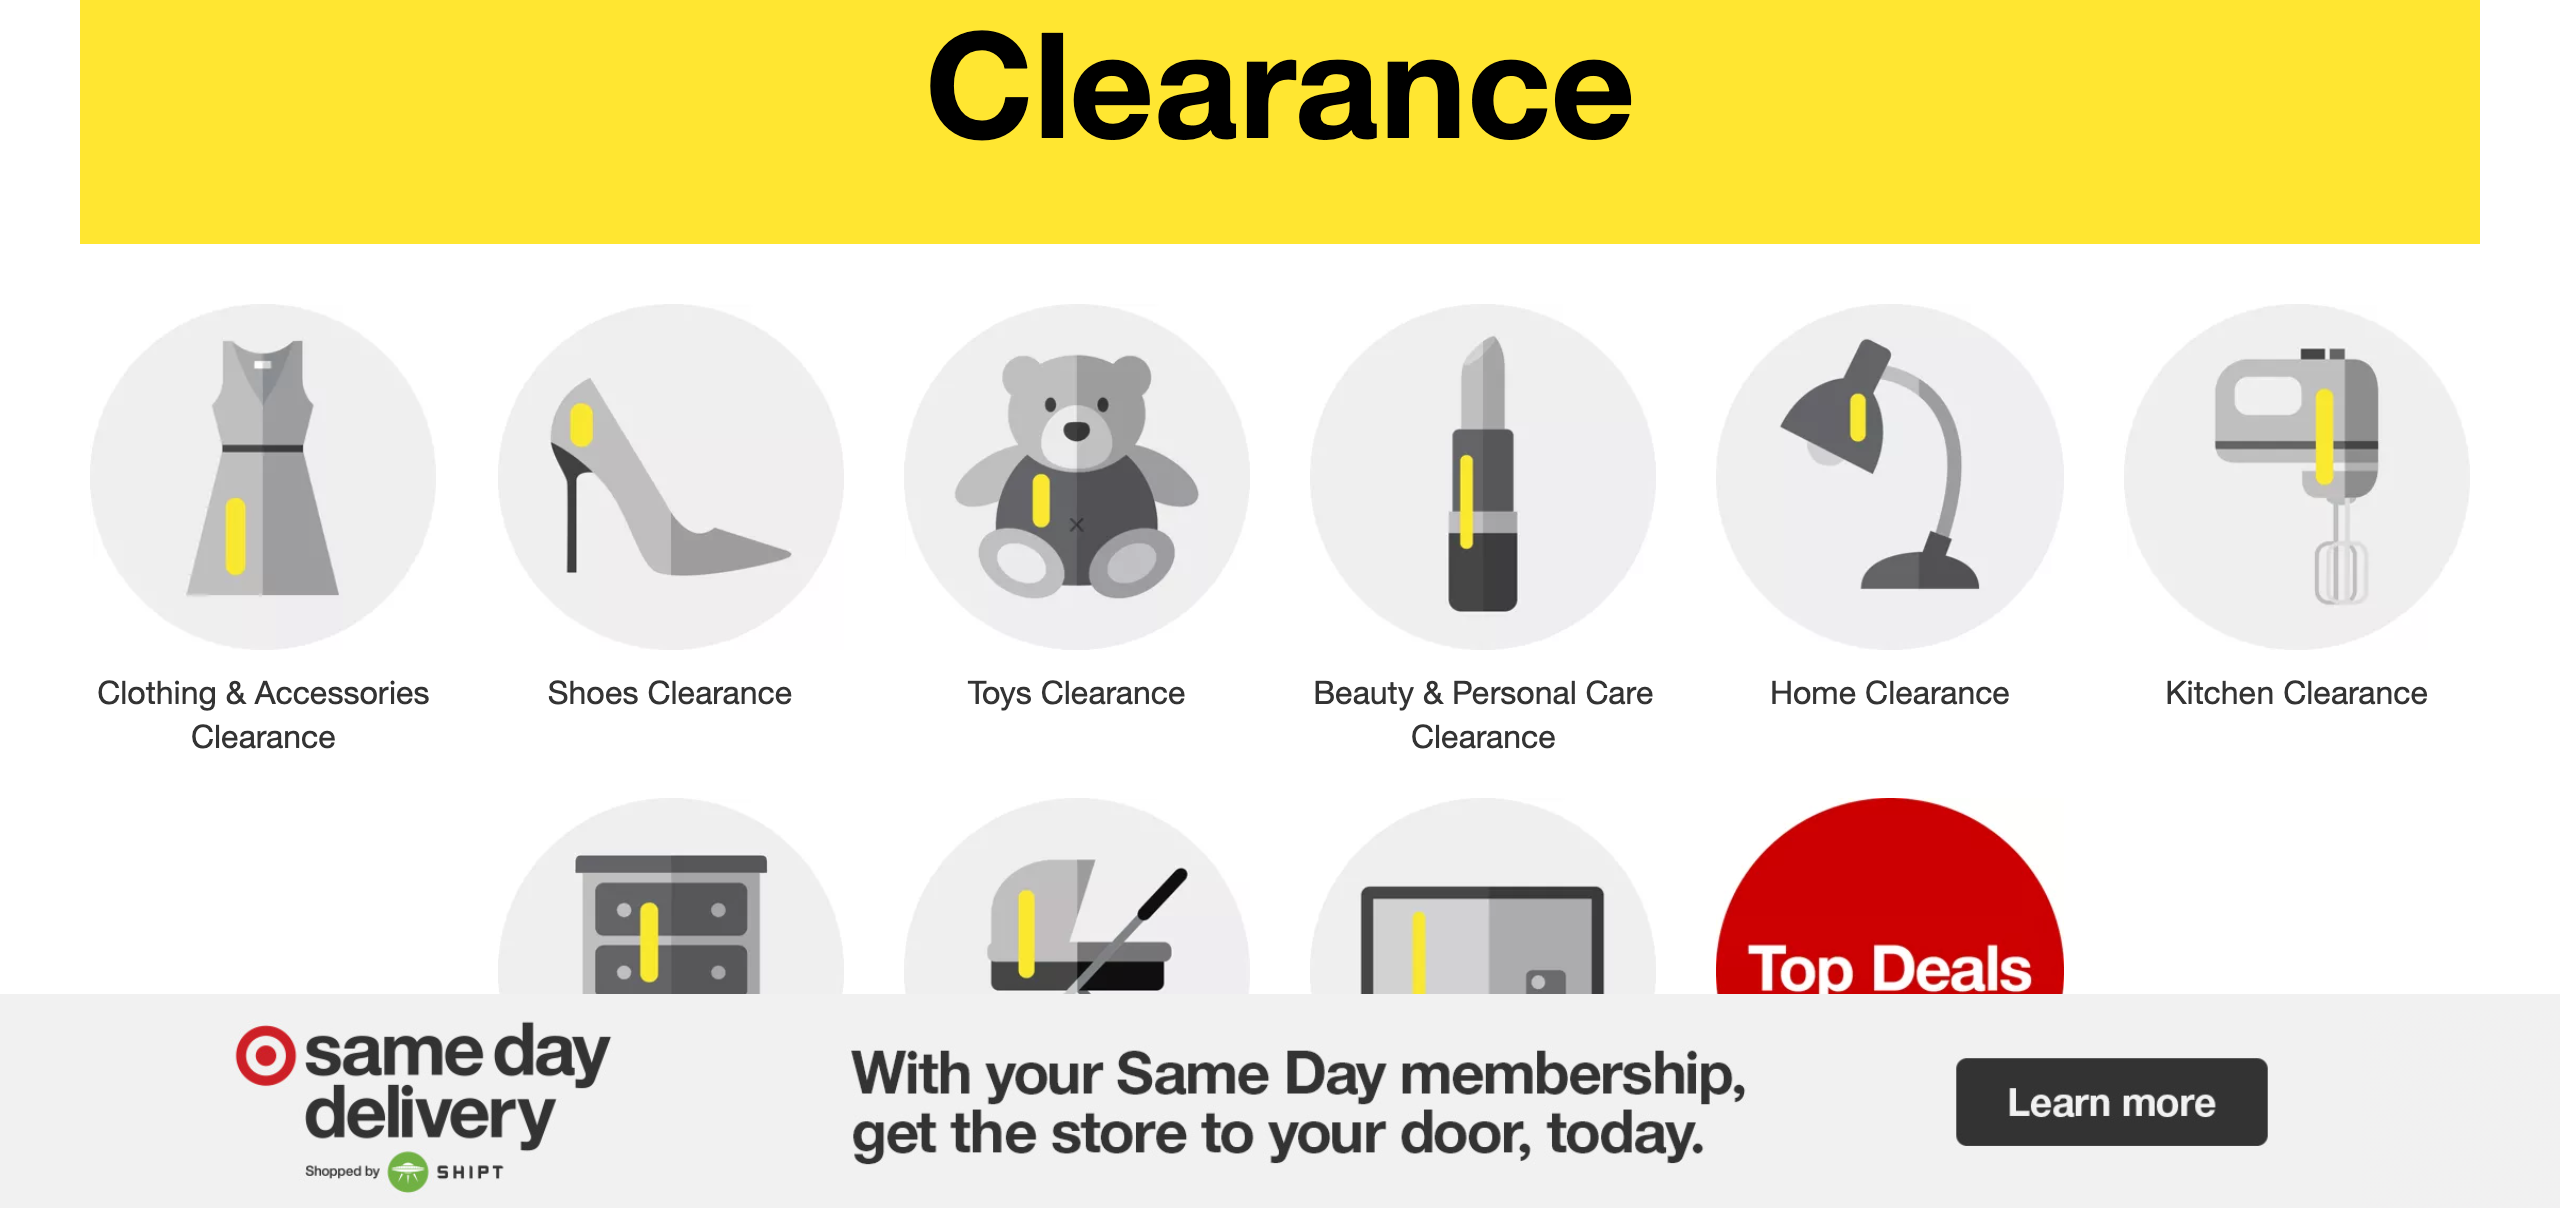 Clearance
Clothing & Accessories
Clearance
Shoes Clearance
Toys Clearance
Beauty & Personal Care
Clearance
Home Clearance
Kitchen Clearance
Top Deals
same day
delivery
Shopped by SHIPT
With your Same Day membership,
get the store to your door, today.
Learn more